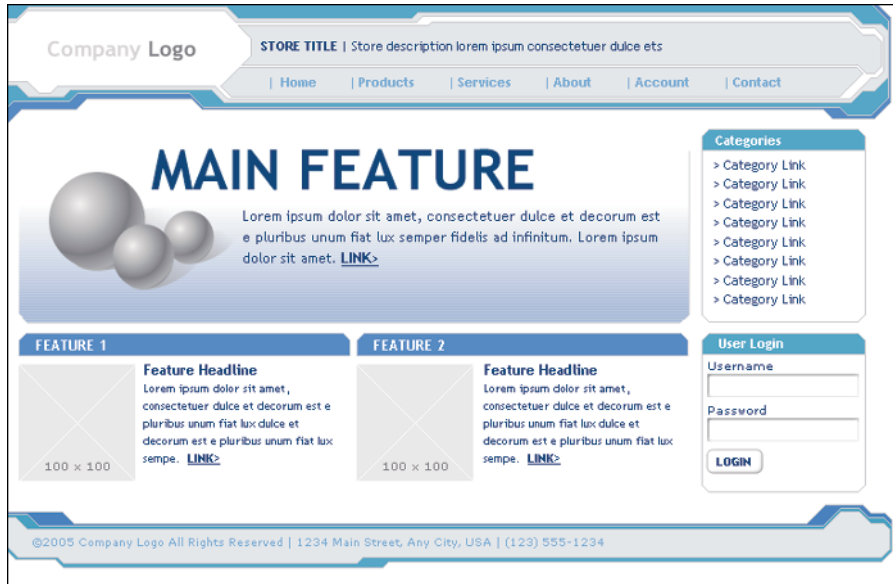 Company Logo
STORE TITLE | Store description lorem ipsum consectetuer dulce ets
| Home | Products | Services | About | Account | Contact
MAIN FEATURE
Lorem ipsum dolor sit amet, consectetuer dulce et decorum est
e pluribus unum fiat lux semper fidelis ad infinitum. Lorem ipsum
dolor sit amet. LINK>
Categories
> Category Link
> Category Link
> Category Link
> Category Link
> Category Link
> Category Link
> Category Link
> Category Link
FEATURE 1
100 x 100
Feature Headline
Lorem ipsum dolor sit amet,
consectetuer dulce et decorum est e
pluribus unum fiat lux dulce et
decorum est e pluribus unum fiat lux
sempe. LINK>
FEATURE 2
100 x 100
Feature Headline
Lorem ipsum dolor sit amet,
consectetuer dulce et decorum est e
pluribus unum fiat lux dulce et
decorum est e pluribus unum fiat lux
sempe. LINK>
User Login
Username
Password
LOGIN
©2005 Company Logo All Rights Reserved | 1234 Main Street, Any City, USA | (123) 555-1234